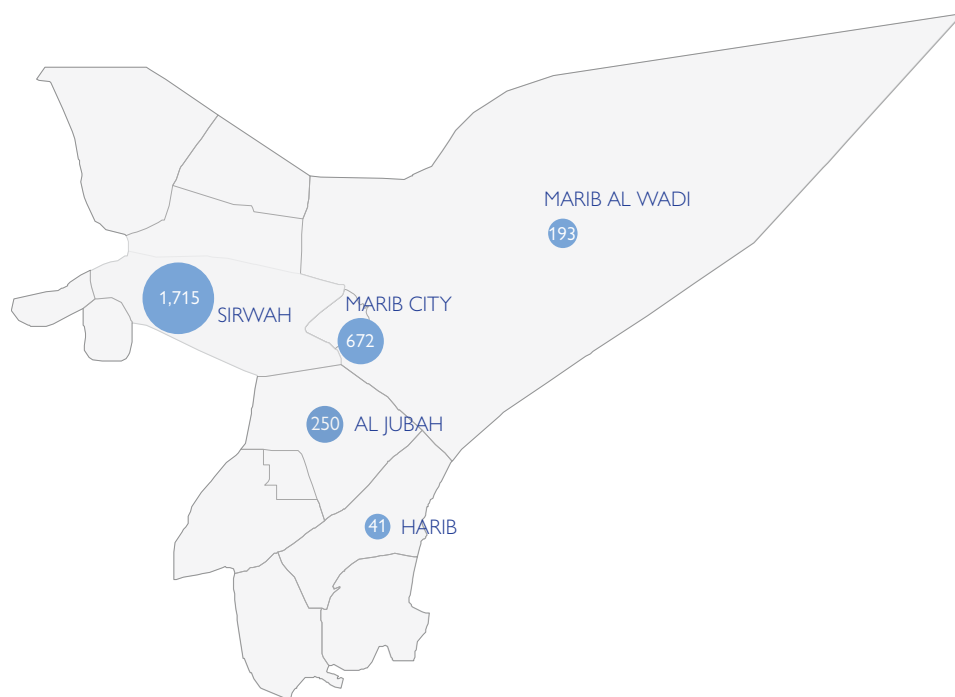 MARIB AL WADI
193
1,715
SIRWAH
MARIB CITY
672
250
AL JUBAH
41
HARIB